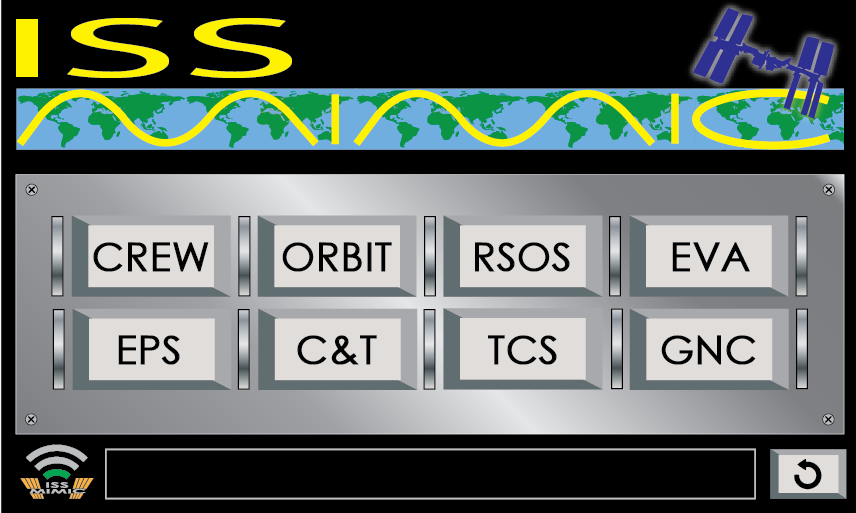 ISS
MIMIC
CREW ORBIT RSOS EVA
EPS C&T TCS GNC
ISS
MIMIC